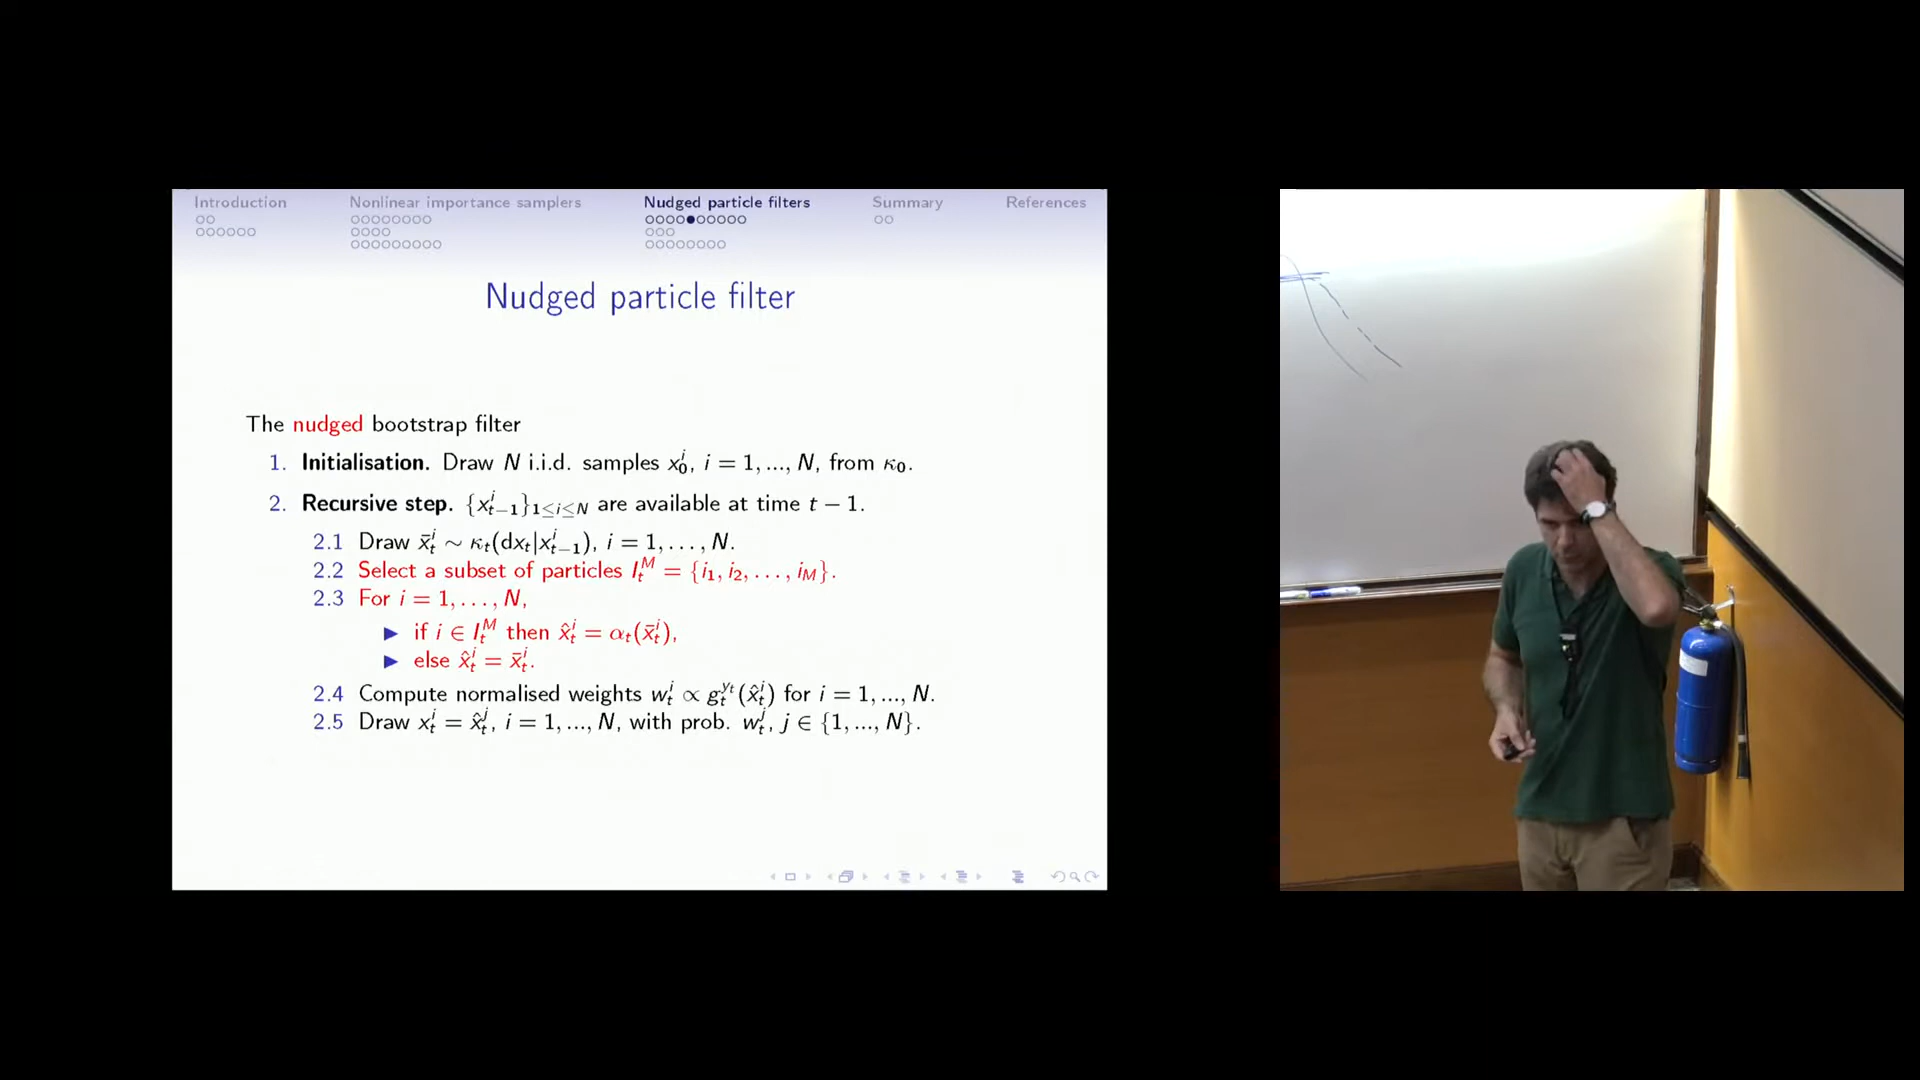 Introduction Nonlinear importance samplers Nudged particle filters Summary References
Nudged particle filter
The nudged bootstrap filter
1. Initialisation. Draw N i.i.d. samples x_0^i, i = 1, ..., N, from κ_0.
2. Recursive step. {x_{t−1}^i}_{1≤i≤N} are available at time t − 1.
2.1 Draw x̄_t^i ∼ κ_t(dx_t|x_{t−1}^i), i = 1, . . . , N.
2.2 Select a subset of particles I_t^M = {i_1, i_2, . . . , i_M}.
2.3 For i = 1, . . . , N,
▶ if i ∈ I_t^M then x̂_t^i = α_t(x̄_t^i),
▶ else x̂_t^i = x̄_t^i.
2.4 Compute normalised weights w_t^i ∝ g_t^{y_t}(x̂_t^i) for i = 1, ..., N.
2.5 Draw x_t^i = x̂_t^j, i = 1, ..., N, with prob. w_t^j, j ∈ {1, ..., N}.